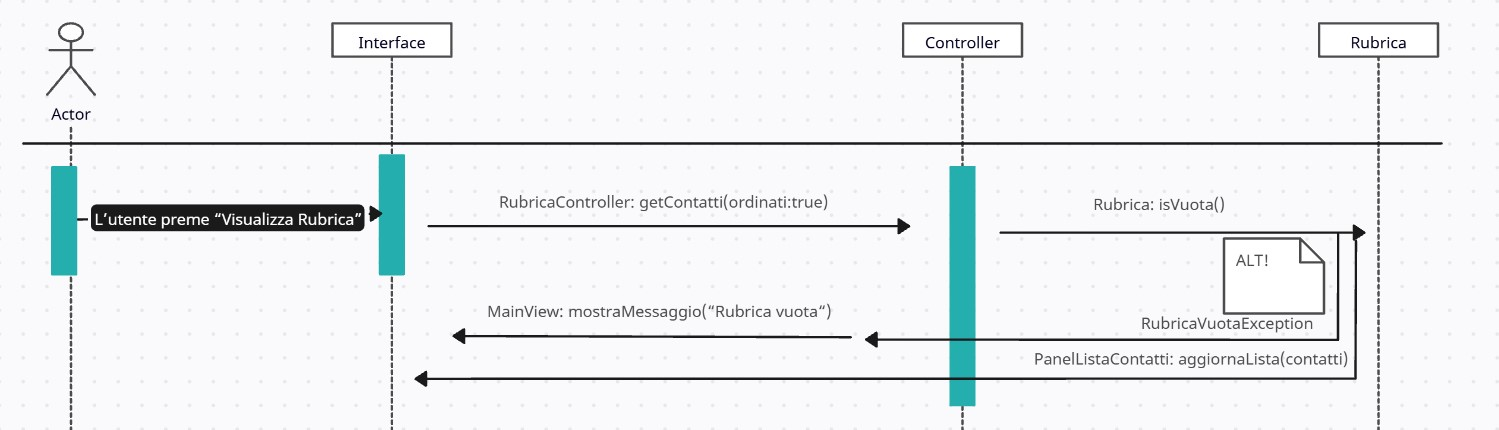 Interface
Controller
Rubrica
Actor
L’utente preme “Visualizza Rubrica”
RubricaController: getContatti(ordinati:true)
Rubrica: isVuota()
ALT!
MainView: mostraMessaggio(“Rubrica vuota“)
RubricaVuotaException
PanelListaContatti: aggiornaLista(contatti)